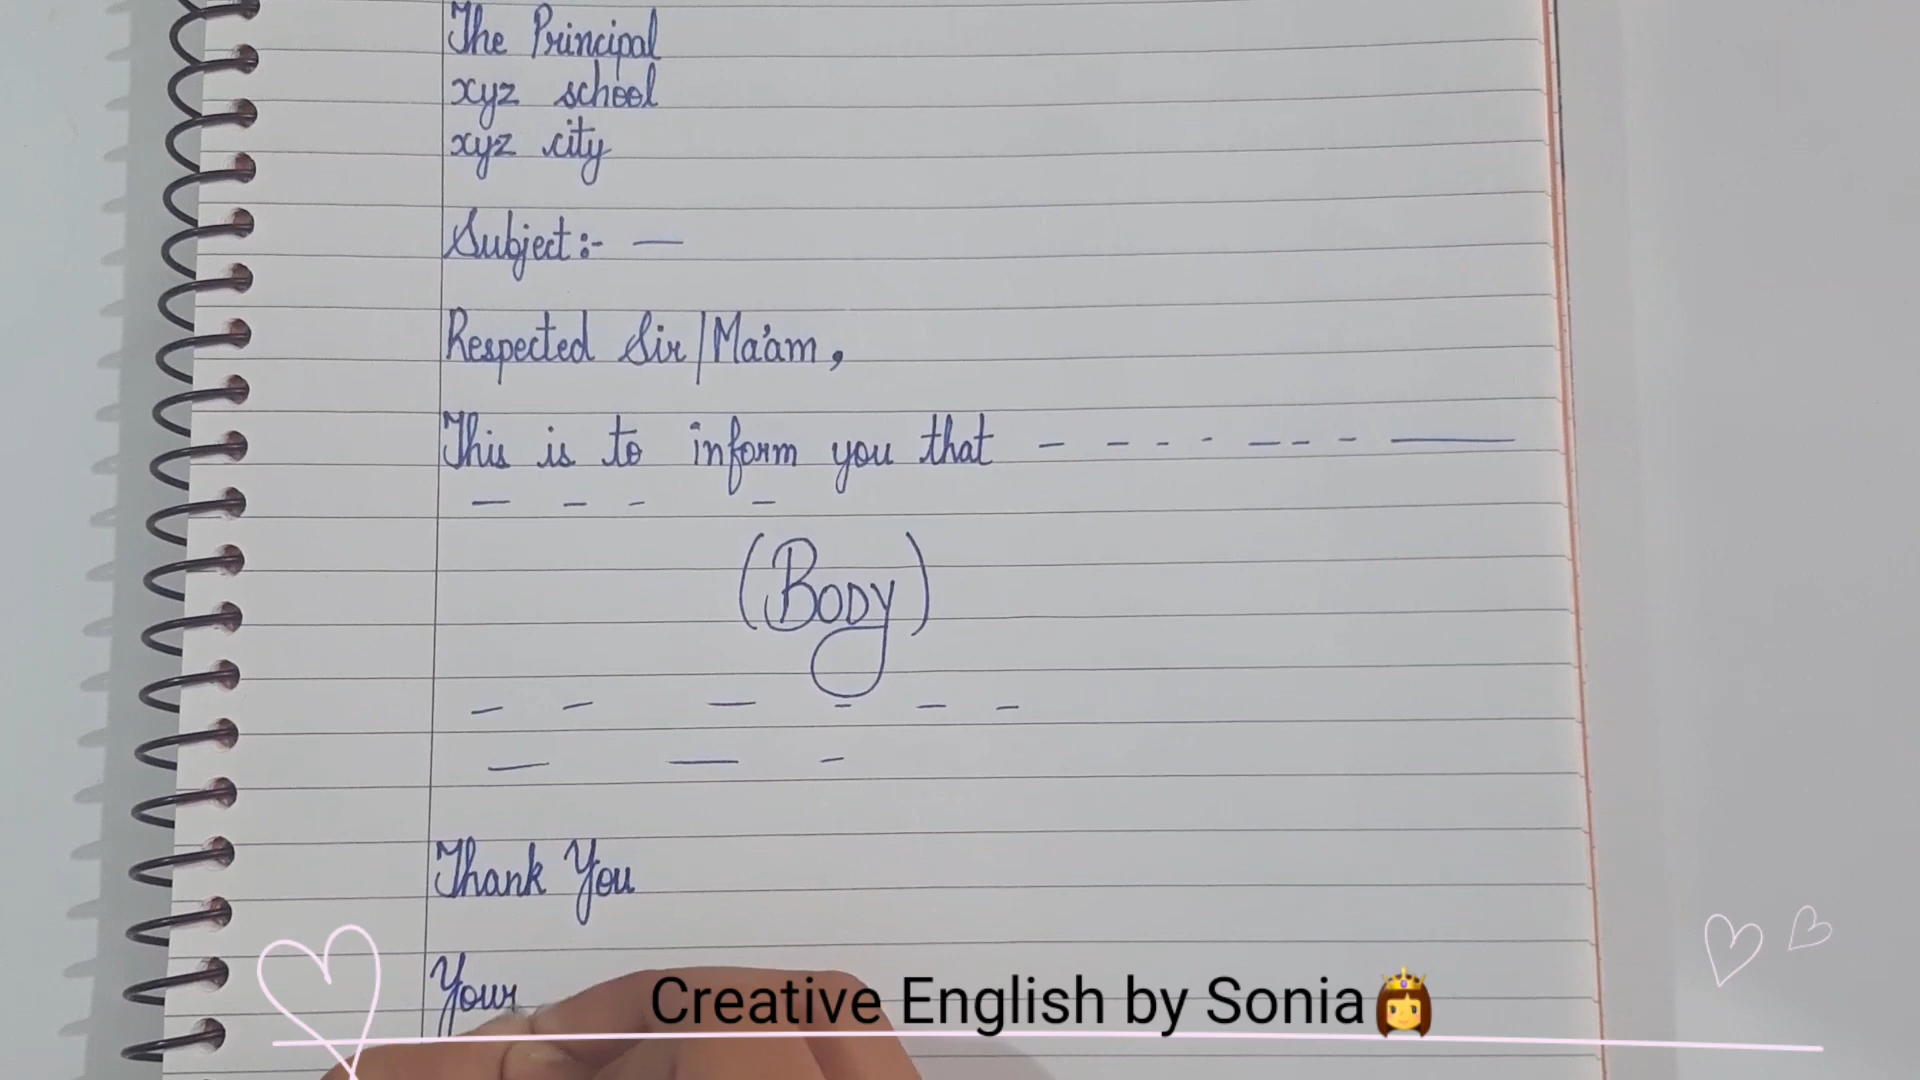 The Principal
xyz school
xyz city
Subject:- —
Respected Sir/Ma'am,
This is to inform you that - - - - - - - —
— - - -
(BODY)
- - — - - -
— — -
Thank You
Your
Creative English by Sonia👸